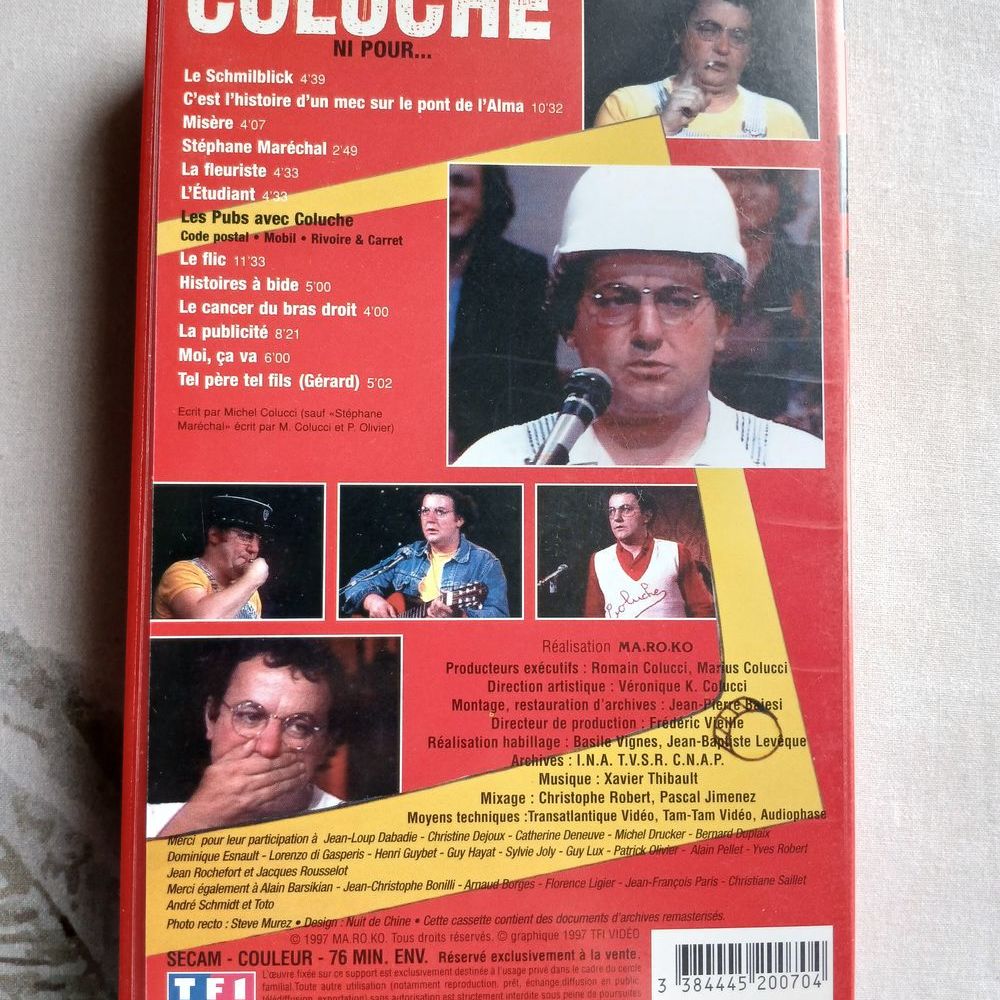 COLUCHE
NI POUR...
Le Schmilblick 4'39
C'est l'histoire d'un mec sur le pont de l'Alma 10'32
Misère 4'07
Stéphane Maréchal 2'49
La fleuriste 4'33
L'Étudiant 4'33
Les Pubs avec Coluche
Code postal • Mobil • Rivoire & Carret
Le flic 11'33
Histoires à bide 5'00
Le cancer du bras droit 4'00
La publicité 8'21
Moi, ça va 6'00
Tel père tel fils (Gérard) 5'02
Ecrit par Michel Colucci (sauf «Stéphane
Maréchal» écrit par M. Colucci et P. Olivier)
Coluche
Réalisation MA.RO.KO
Producteurs exécutifs : Romain Colucci, Marius Colucci
Direction artistique : Véronique K. Colucci
Montage, restauration d'archives : Jean-Pierre Balesi
Directeur de production : Frédéric Vieille
Réalisation habillage : Basile Vignes, Jean-Baptiste Levêque
Archives : I.N.A. T.V.S.R. C.N.A.P.
Musique : Xavier Thibault
Mixage : Christophe Robert, Pascal Jimenez
Moyens techniques :Transatlantique Vidéo, Tam-Tam Vidéo, Audiophase
Merci pour leur participation à Jean-Loup Dabadie - Christine Dejoux - Catherine Deneuve - Michel Drucker - Bernard Duplaix
Dominique Esnault - Lorenzo di Gasperis - Henri Guybet - Guy Hayat - Sylvie Joly - Guy Lux - Patrick Olivier - Alain Pellet - Yves Robert
Jean Rochefort et Jacques Rousselot
Merci également à Alain Barsikian - Jean-Christophe Bonilli - Arnaud Borges - Florence Ligier - Jean-François Paris - Christiane Saillet
André Schmidt et Toto
Photo recto : Steve Murez • Design : Nuit de Chine • Cette cassette contient des documents d'archives remasterisés.
© 1997 MA.RO.KO. Tous droits réservés. © graphique 1997 TF1 VIDÉO
SECAM - COULEUR - 76 MIN. ENV. Réservé exclusivement à la vente.
L'œuvre fixée sur ce support est exclusivement destinée à l'usage privé dans le cadre du cercle
familial. Toute autre utilisation (notamment reproduction, prêt, échange, diffusion en public,
télédiffusion, exportation) sans autorisation est strictement interdite sous peine de poursuites
TF1
3 384445 200704